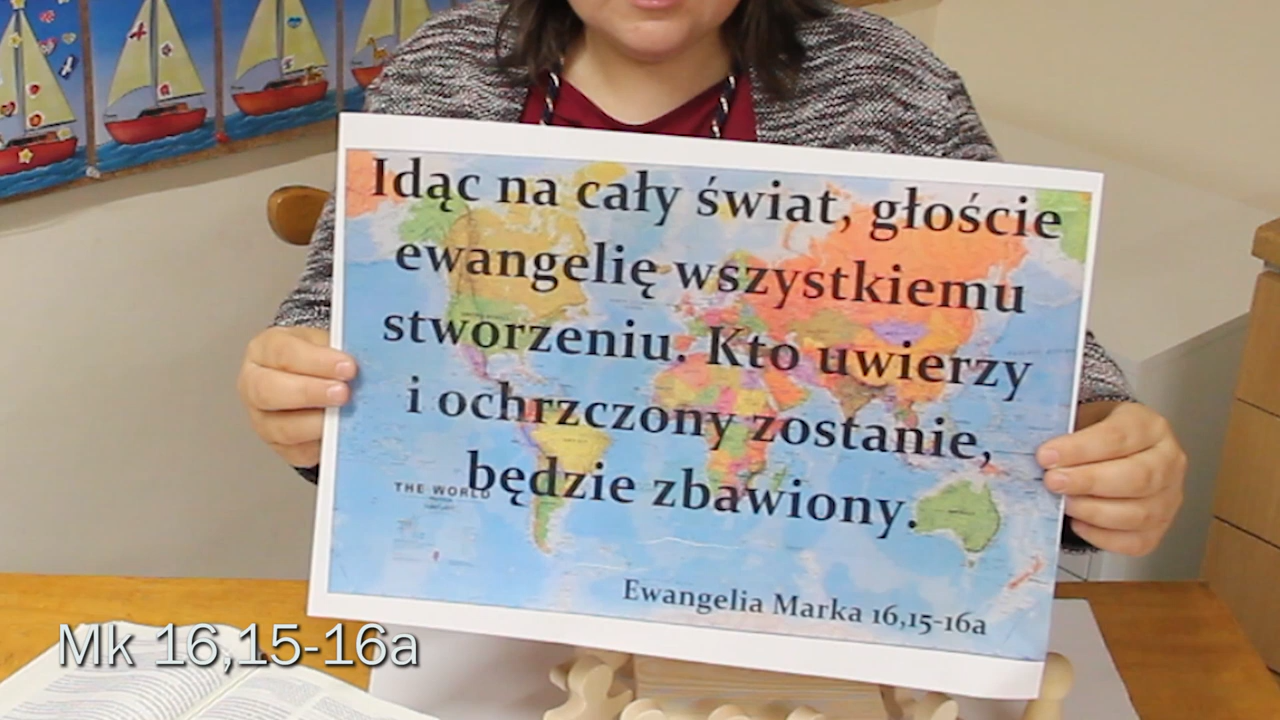 Idąc na cały świat, głoście
ewangelię wszystkiemu
stworzeniu. Kto uwierzy
i ochrzczony zostanie,
będzie zbawiony.
THE WORLD
Ewangelia Marka 16,15-16a
Mk 16,15-16a